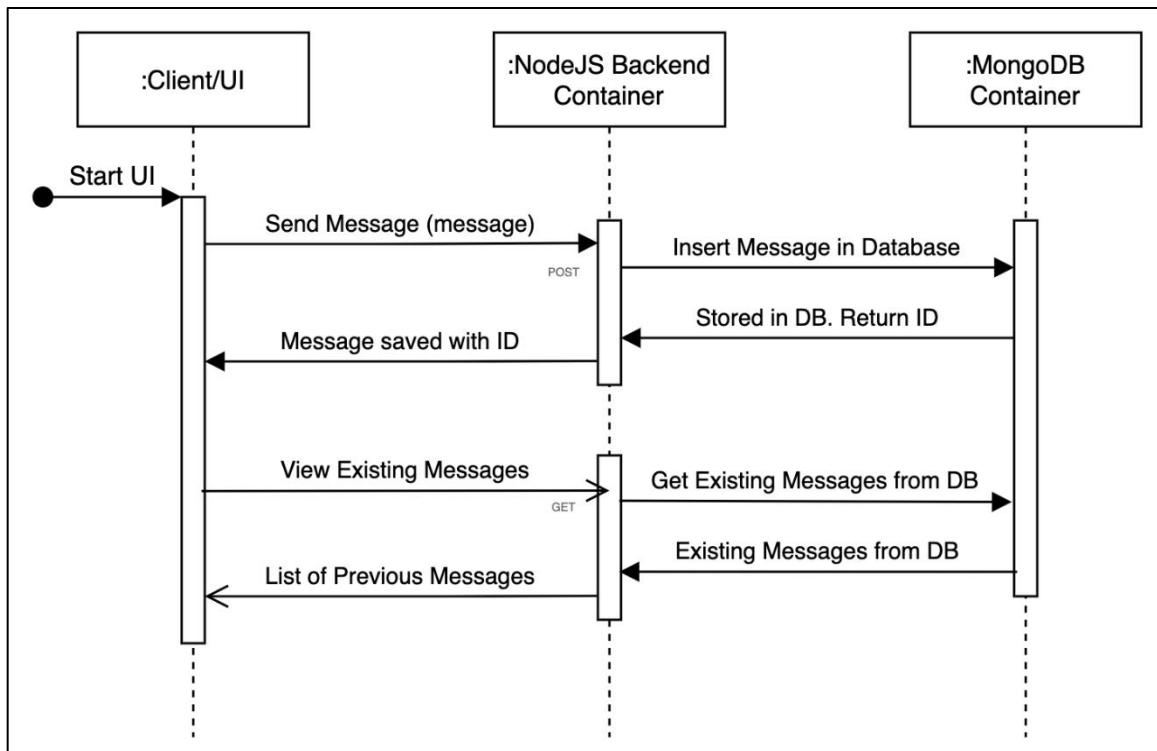 :Client/UI
:NodeJS Backend
Container
:MongoDB
Container
Start UI
Send Message (message)
POST
Insert Message in Database
Stored in DB. Return ID
Message saved with ID
View Existing Messages
GET
Get Existing Messages from DB
Existing Messages from DB
List of Previous Messages